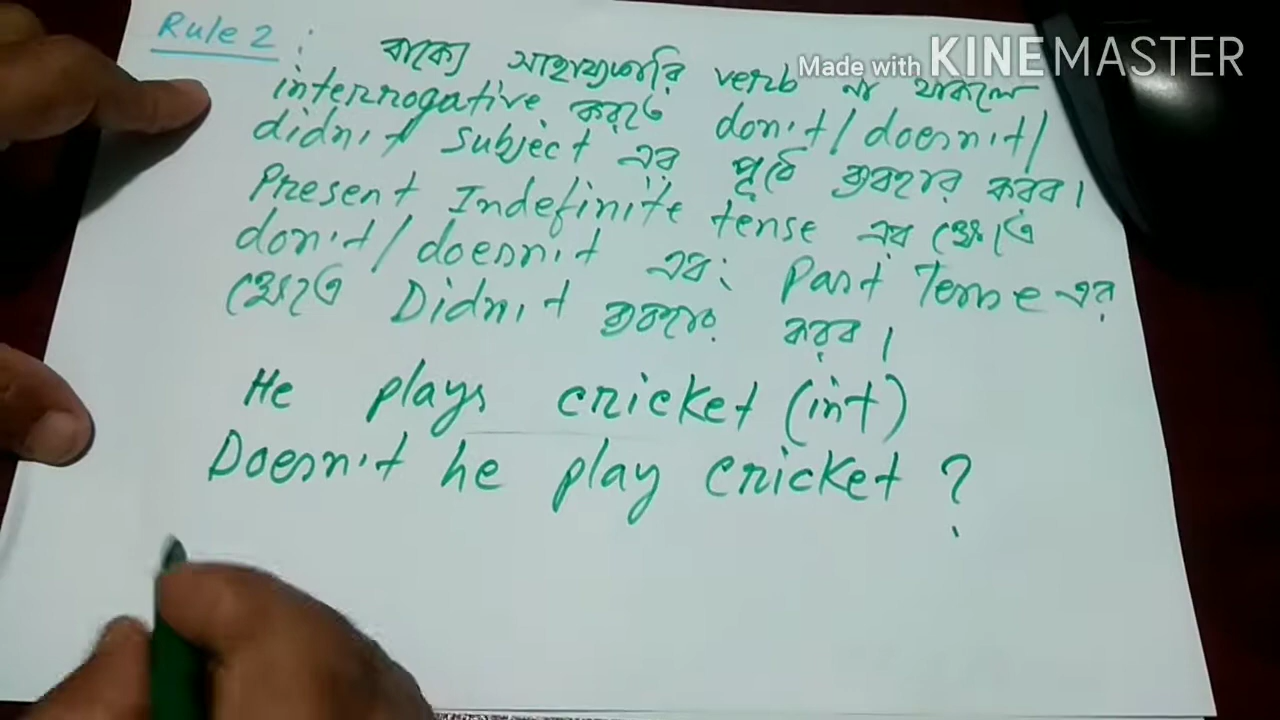 Made with KINEMASTER
Rule 2 :
বাক্যে সাহায্যকারি verb না থাকলে
interrogative করতে don't/doesn't/
didn't subject এর পূর্বে ব্যবহার করব।
Present Indefinite tense এর ক্ষেত্রে
don't/doesn't এবং Past Tense এর
ক্ষেত্রে Didn't ব্যবহার করব।
He plays cricket (int)
Doesn't he play cricket ?